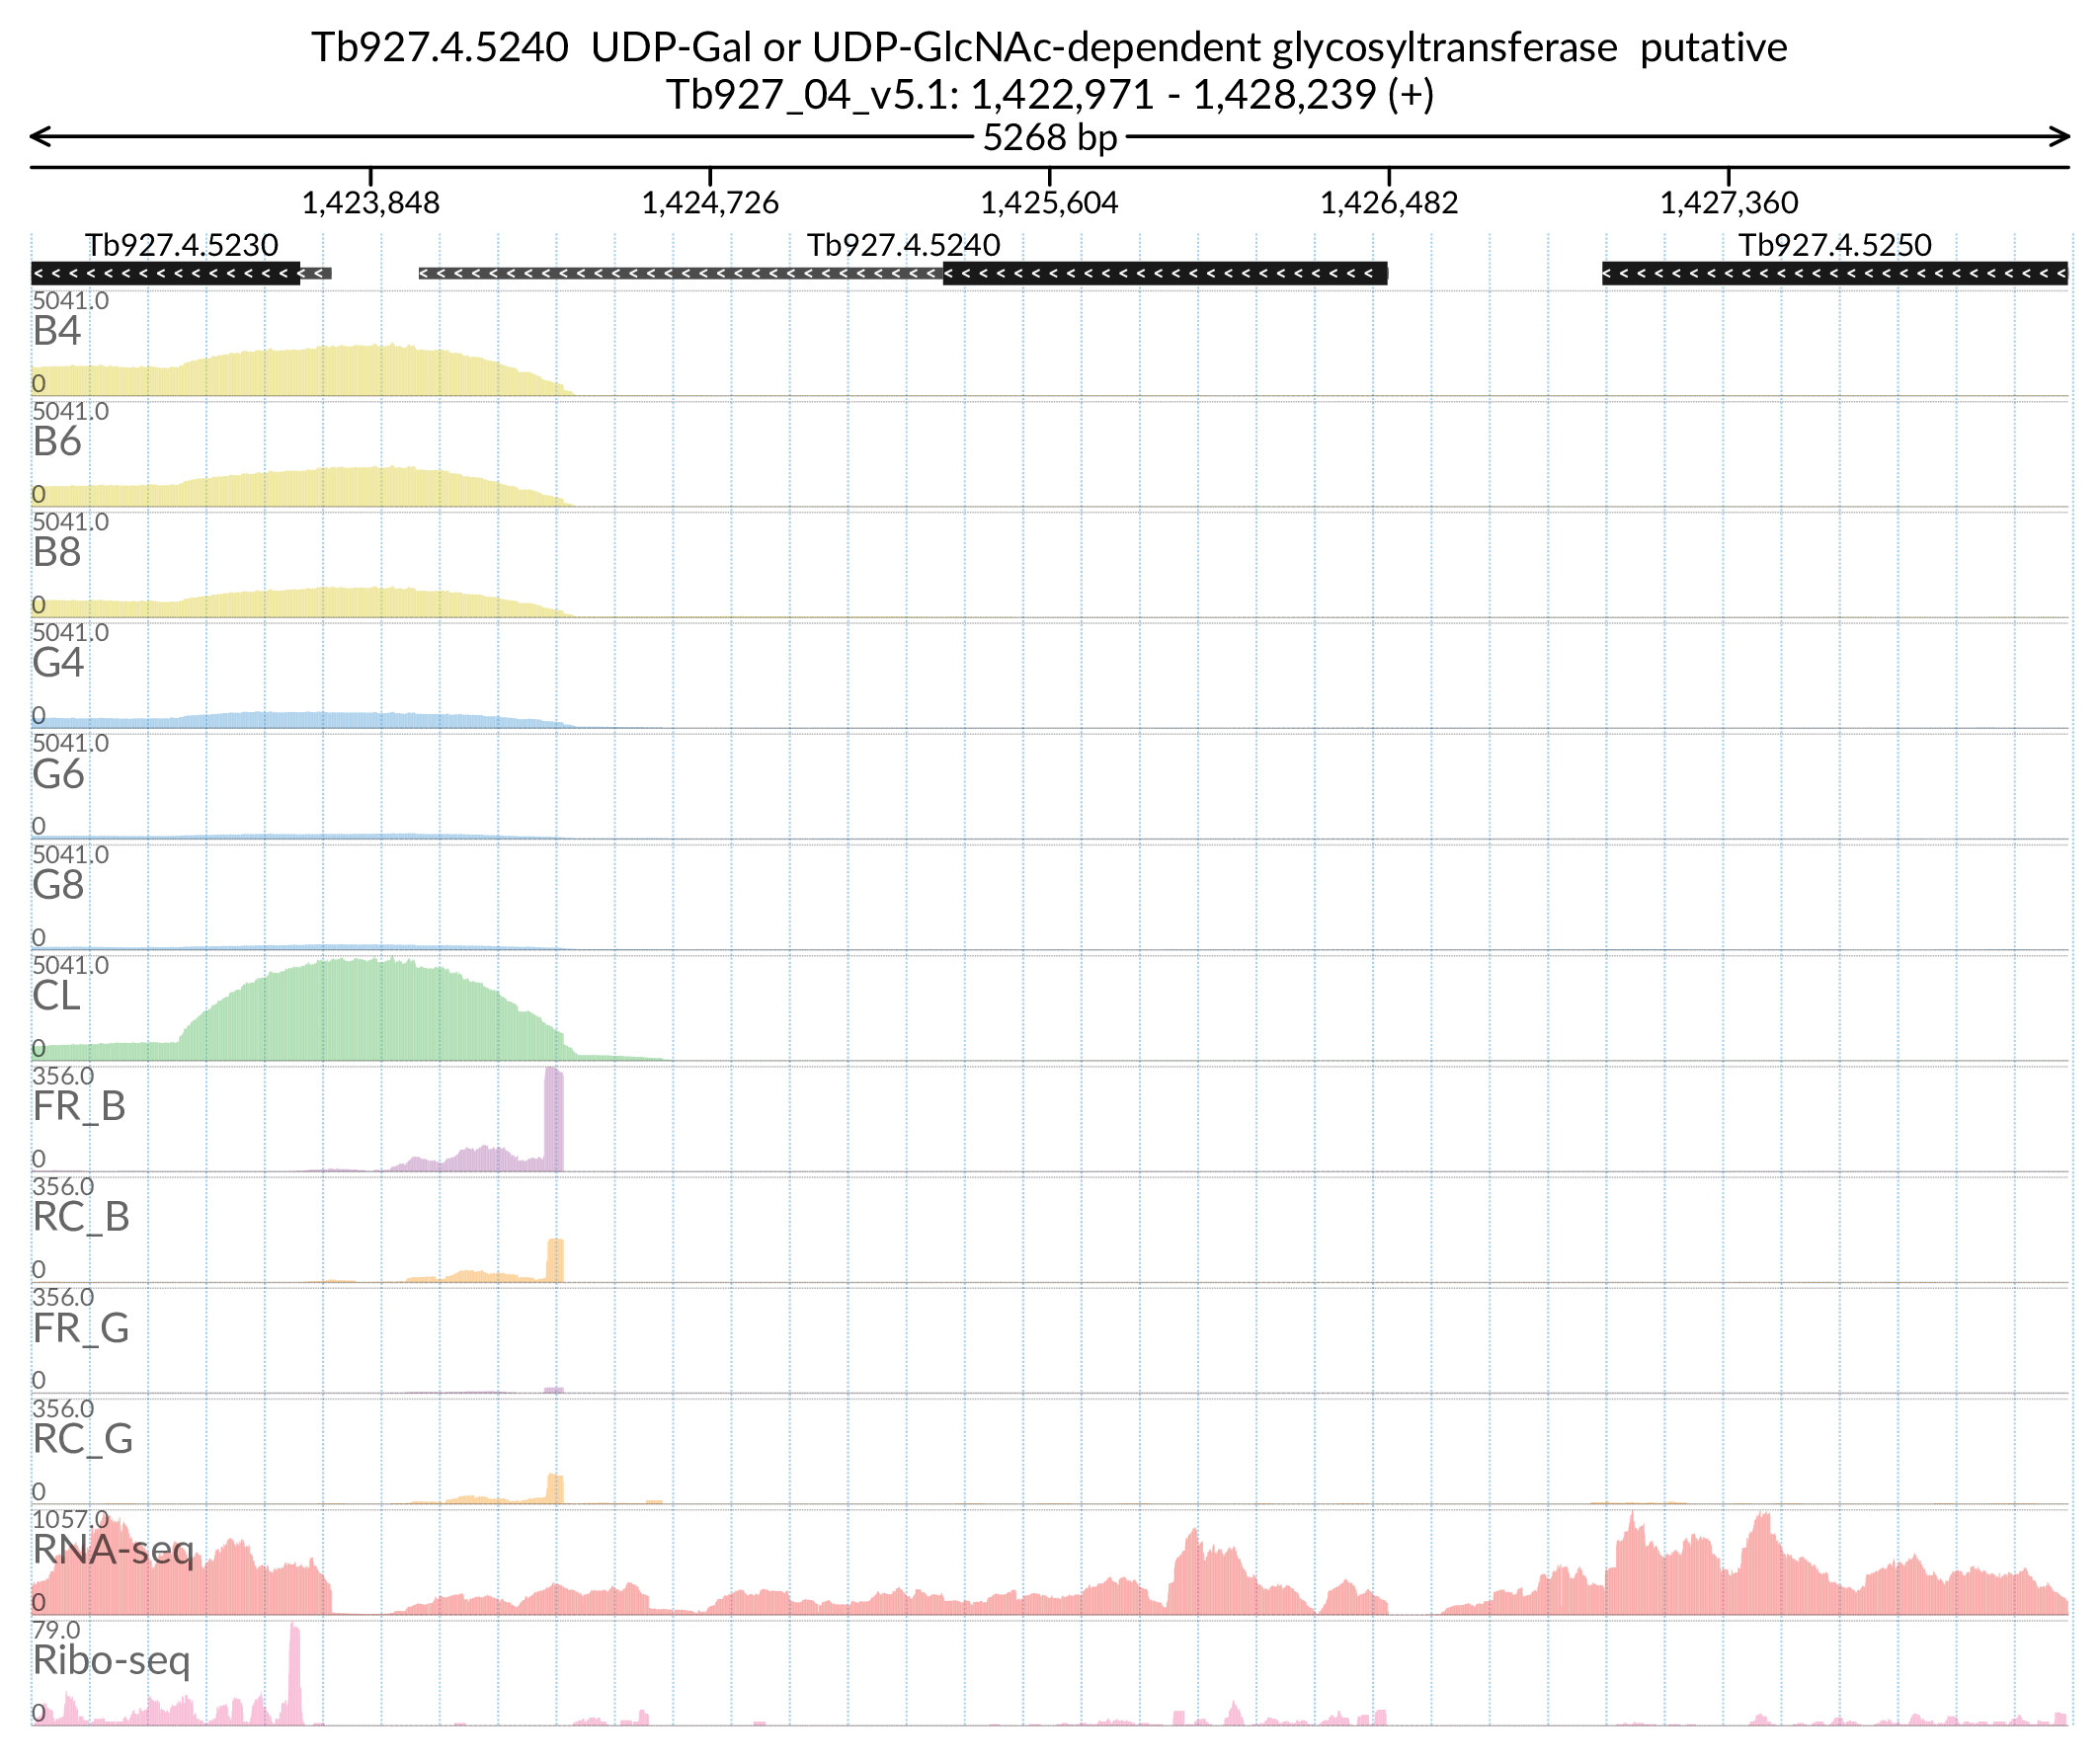 Tb927.4.5240  UDP-Gal or UDP-GlcNAc-dependent glycosyltransferase  putative
Tb927_04_v5.1: 1,422,971 - 1,428,239 (+)
5268 bp
1,423,848 1,424,726 1,425,604 1,426,482 1,427,360
Tb927.4.5230 Tb927.4.5240 Tb927.4.5250
5041.0
B4
0
5041.0
B6
0
5041.0
B8
0
5041.0
G4
0
5041.0
G6
0
5041.0
G8
0
5041.0
CL
0
356.0
FR_B
0
356.0
RC_B
0
356.0
FR_G
0
356.0
RC_G
0
1057.0
RNA-seq
0
79.0
Ribo-seq
0